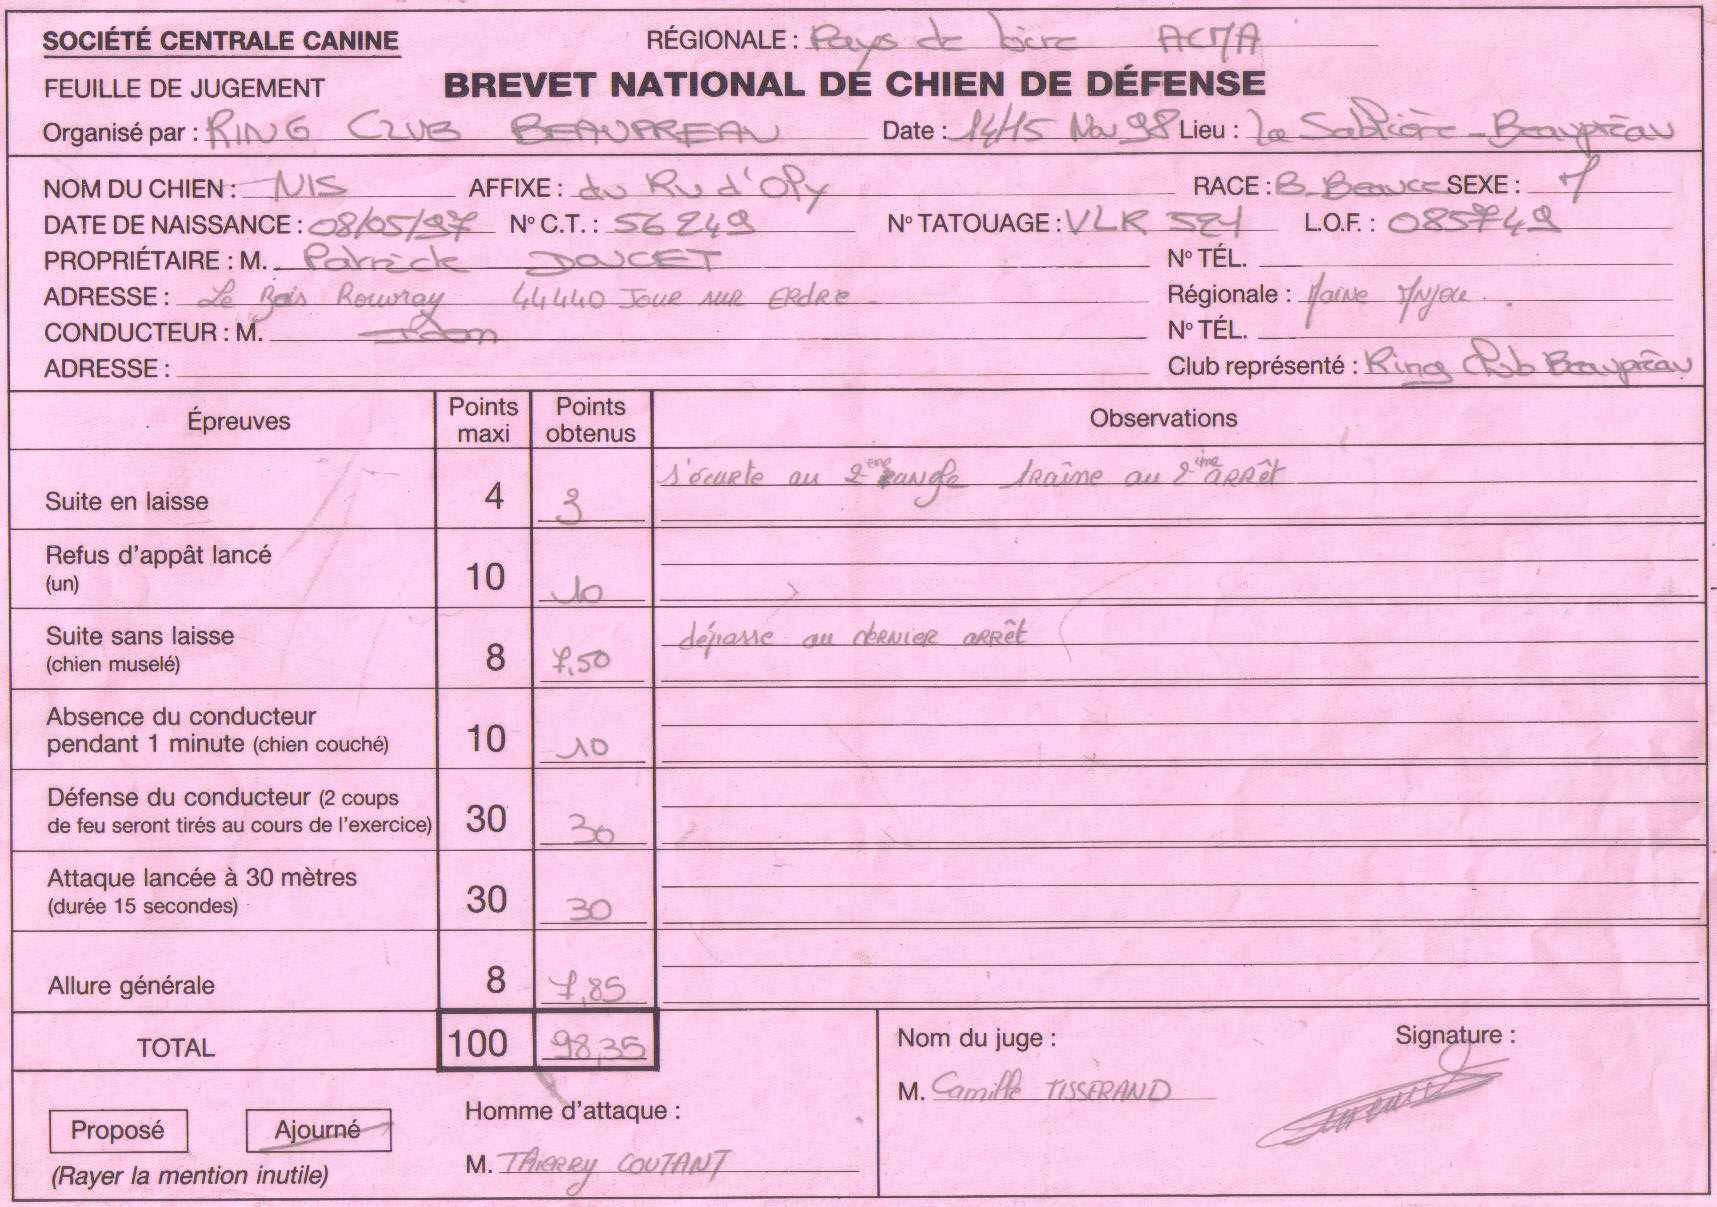 SOCIÉTÉ CENTRALE CANINE RÉGIONALE : Pays de loire ACMA
FEUILLE DE JUGEMENT BREVET NATIONAL DE CHIEN DE DÉFENSE
Organisé par : RING CLUB BEAUPREAU Date : 14/15 Nov 98 Lieu : La Sablière - Beaupréau
NOM DU CHIEN : NIS AFFIXE : du Ru d'Opy RACE : B. Beauce SEXE :
DATE DE NAISSANCE : 08/05/97 N° C.T. : 56249 N° TATOUAGE : VLK 521 L.O.F. : 085749
PROPRIÉTAIRE : M. Patrick DOUCET N° TÉL.
ADRESSE : Le Bois Rouvray 44440 JOUE SUR ERDRE Régionale : Maine Anjou
CONDUCTEUR : M. N° TÉL.
ADRESSE : Club représenté : Ring Club Beaupréau
Épreuves Points maxi Points obtenus Observations
Suite en laisse 4 3 s'écarte au 2ème angle traîne au 2ème arrêt
Refus d'appât lancé
(un) 10 10
Suite sans laisse
(chien muselé) 8 7,50 dépasse au dernier arrêt
Absence du conducteur
pendant 1 minute (chien couché) 10 10
Défense du conducteur (2 coups
de feu seront tirés au cours de l'exercice) 30 30
Attaque lancée à 30 mètres
(durée 15 secondes) 30 30
Allure générale 8 7,85
TOTAL 100 98,35
Nom du juge : Signature :
M. Camille TISSERAND
Homme d'attaque :
Proposé Ajourné
M. THIERRY COUTANT
(Rayer la mention inutile)